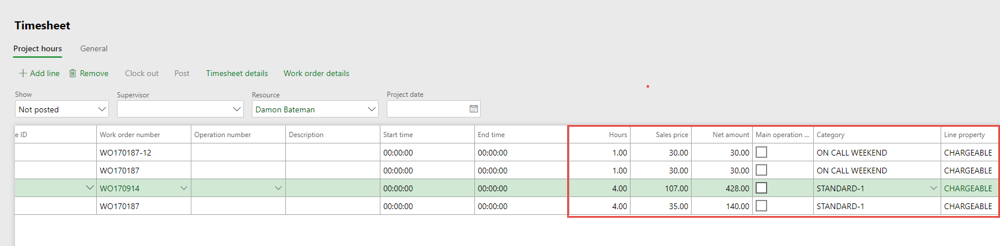 Timesheet
Project hours General
Add line Remove Clock out Post Timesheet details Work order details
Show Supervisor Resource Project date
Not posted Damon Bateman
e ID Work order number Operation number Description Start time End time Hours Sales price Net amount Main operation ... Category Line property
WO170187-12 00:00:00 00:00:00 1.00 30.00 30.00 ON CALL WEEKEND CHARGEABLE
WO170187 00:00:00 00:00:00 1.00 30.00 30.00 ON CALL WEEKEND CHARGEABLE
WO170914 00:00:00 00:00:00 4.00 107.00 428.00 STANDARD-1 CHARGEABLE
WO170187 00:00:00 00:00:00 4.00 35.00 140.00 STANDARD-1 CHARGEABLE